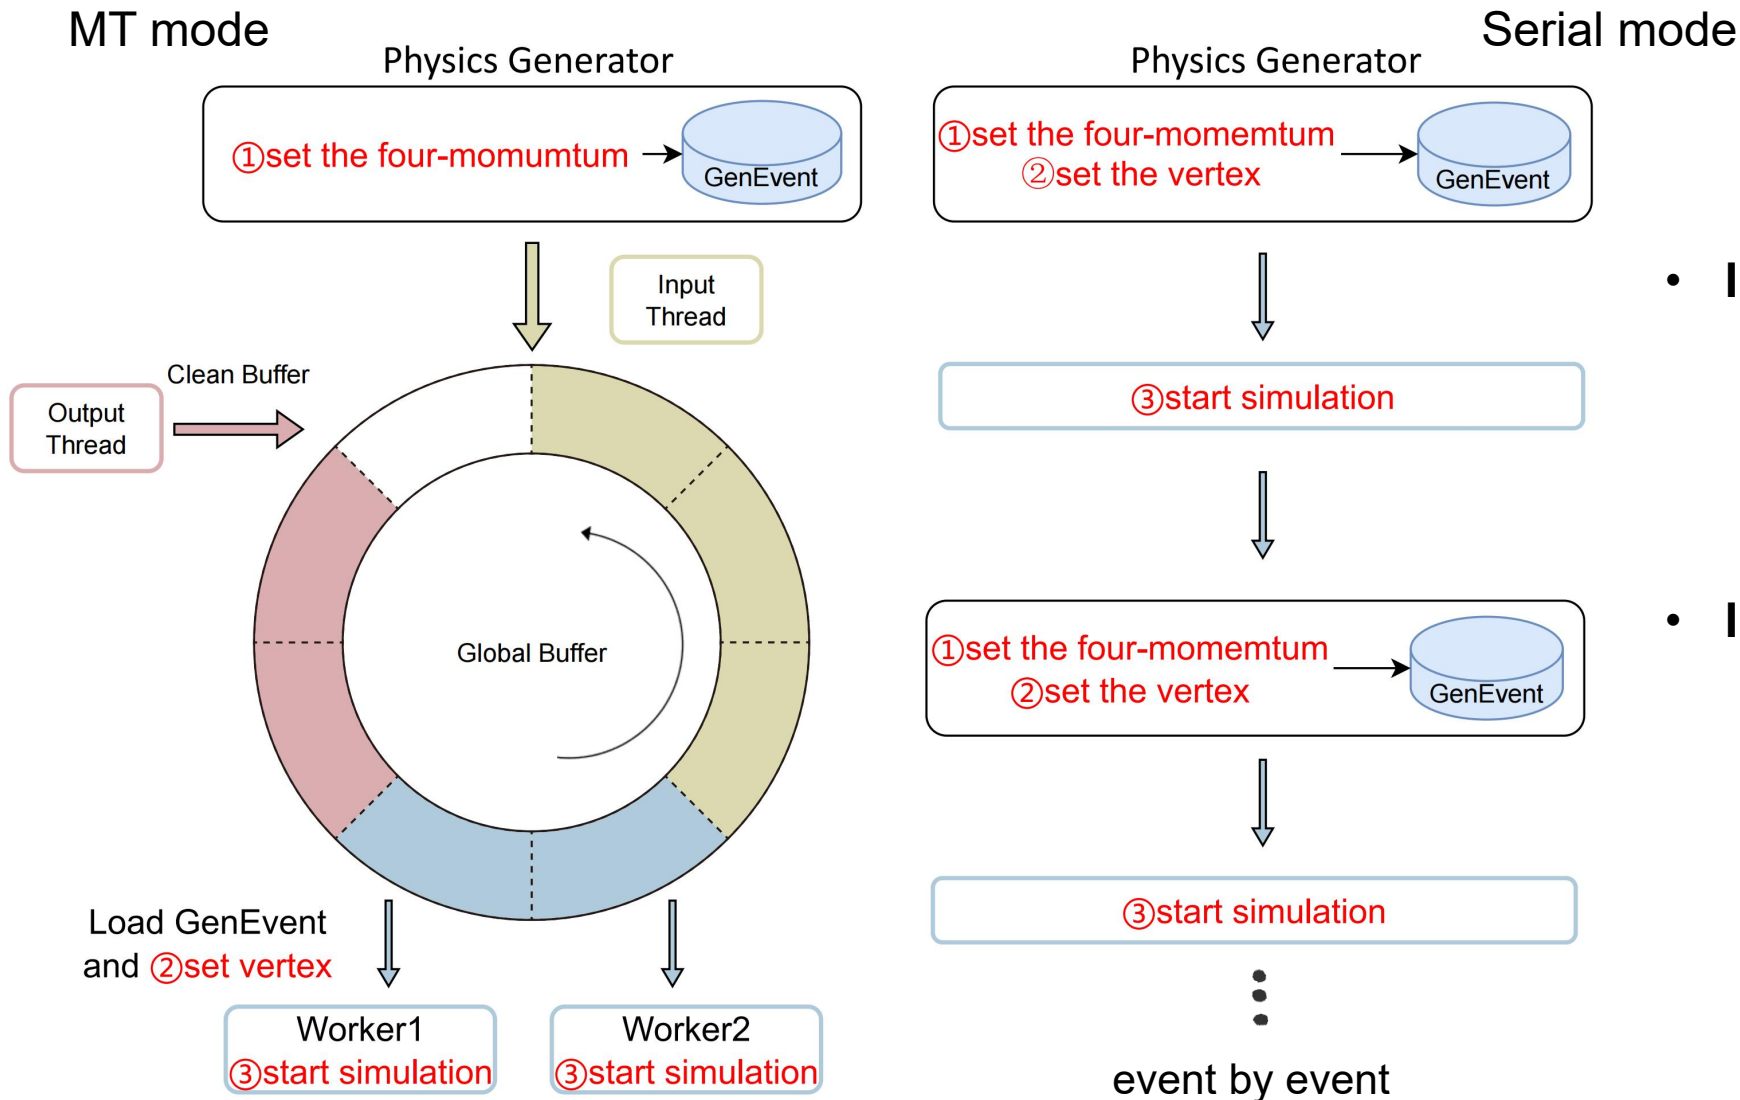 MT mode
Physics Generator
①set the four-momumtum
GenEvent
Input
Thread
Clean Buffer
Output
Thread
Global Buffer
Load GenEvent
and ②set vertex
Worker1
③start simulation
Worker2
③start simulation
Serial mode
Physics Generator
①set the four-momemtum
②set the vertex
GenEvent
③start simulation
①set the four-momemtum
②set the vertex
GenEvent
③start simulation
event by event